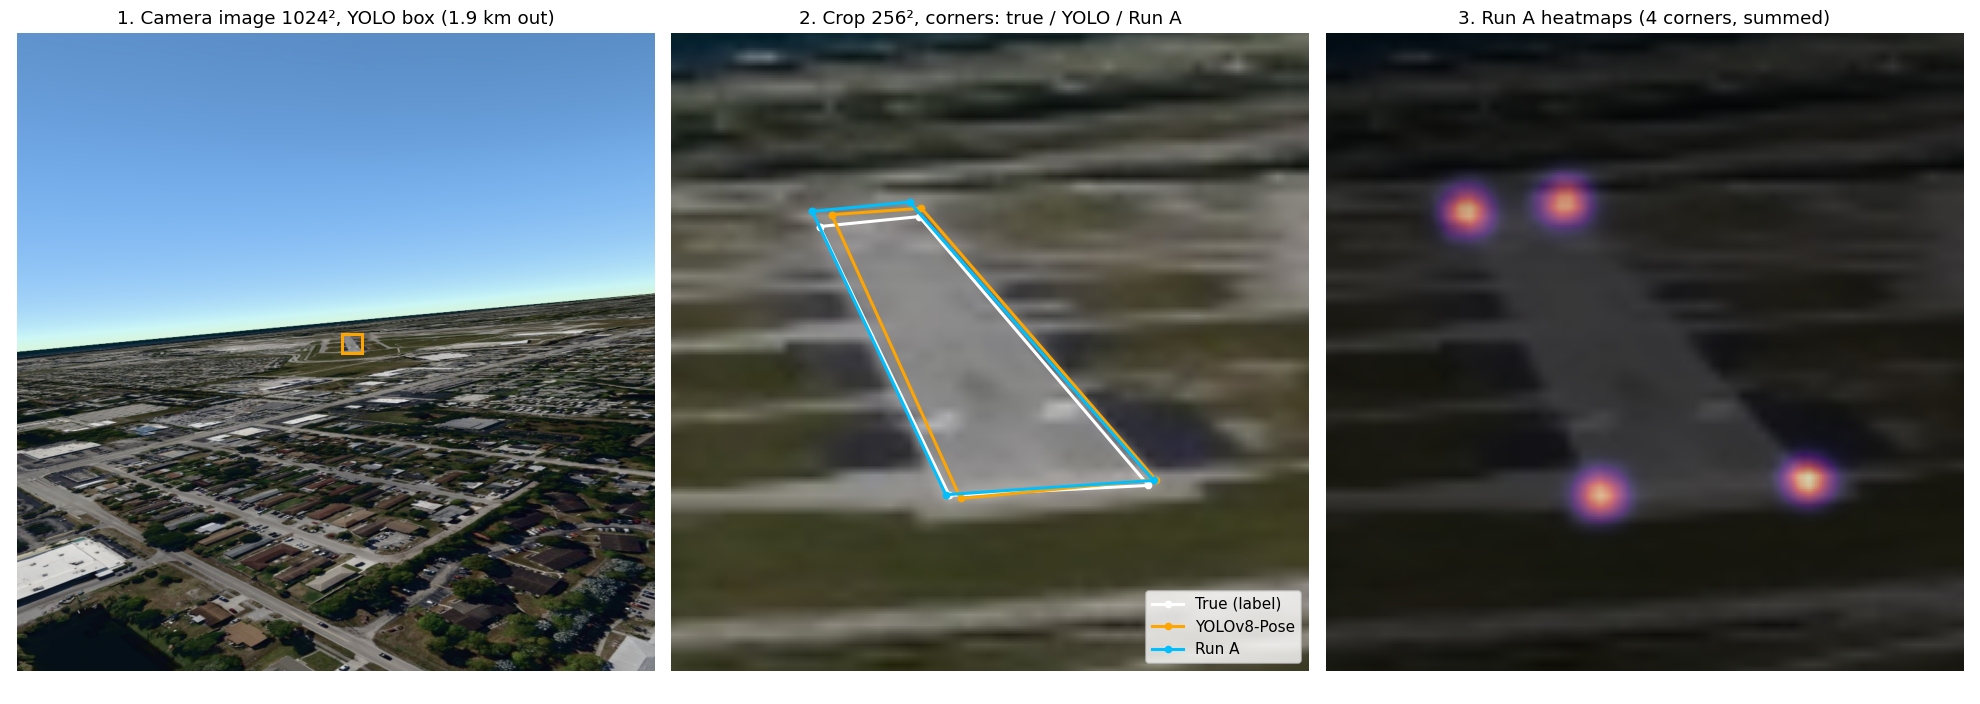 1. Camera image 1024², YOLO box (1.9 km out)
2. Crop 256², corners: true / YOLO / Run A
3. Run A heatmaps (4 corners, summed)
True (label)
YOLOv8-Pose
Run A